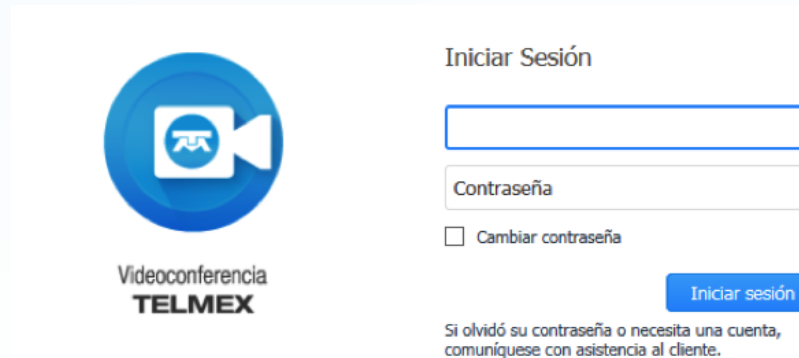 Iniciar Sesión
Contraseña
Cambiar contraseña
Videoconferencia
TELMEX
Iniciar sesión
Si olvidó su contraseña o necesita una cuenta,
comuníquese con asistencia al cliente.